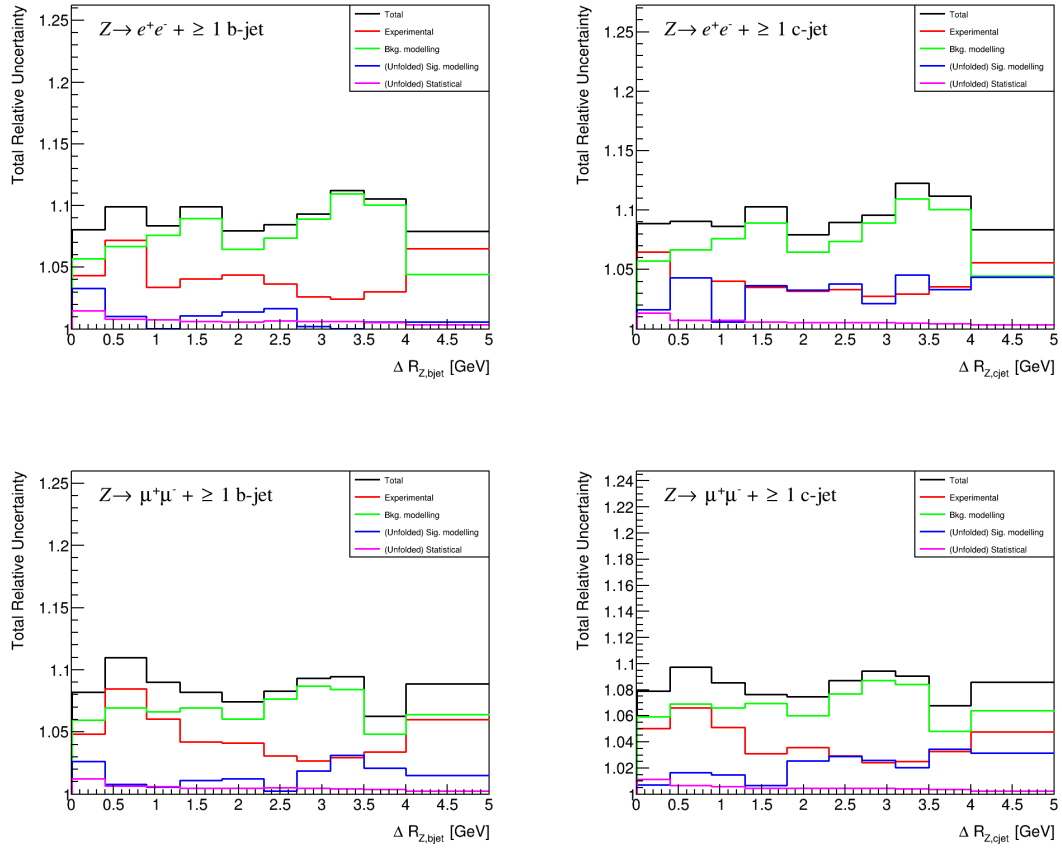 Total Relative Uncertainty
Z→ e⁺e⁻ + ≥ 1 b-jet
Total
Experimental
Bkg. modelling
(Unfolded) Sig. modelling
(Unfolded) Statistical
1.25
1.2
1.15
1.1
1.05
1
0 0.5 1 1.5 2 2.5 3 3.5 4 4.5 5
Δ R_Z,bjet [GeV]
Total Relative Uncertainty
Z→ e⁺e⁻ + ≥ 1 c-jet
Total
Experimental
Bkg. modelling
(Unfolded) Sig. modelling
(Unfolded) Statistical
1.25
1.2
1.15
1.1
1.05
1
0 0.5 1 1.5 2 2.5 3 3.5 4 4.5 5
Δ R_Z,cjet [GeV]
Total Relative Uncertainty
Z→ μ⁺μ⁻ + ≥ 1 b-jet
Total
Experimental
Bkg. modelling
(Unfolded) Sig. modelling
(Unfolded) Statistical
1.25
1.2
1.15
1.1
1.05
1
0 0.5 1 1.5 2 2.5 3 3.5 4 4.5 5
Δ R_Z,bjet [GeV]
Total Relative Uncertainty
Z→ μ⁺μ⁻ + ≥ 1 c-jet
Total
Experimental
Bkg. modelling
(Unfolded) Sig. modelling
(Unfolded) Statistical
1.24
1.22
1.2
1.18
1.16
1.14
1.12
1.1
1.08
1.06
1.04
1.02
1
0 0.5 1 1.5 2 2.5 3 3.5 4 4.5 5
Δ R_Z,cjet [GeV]